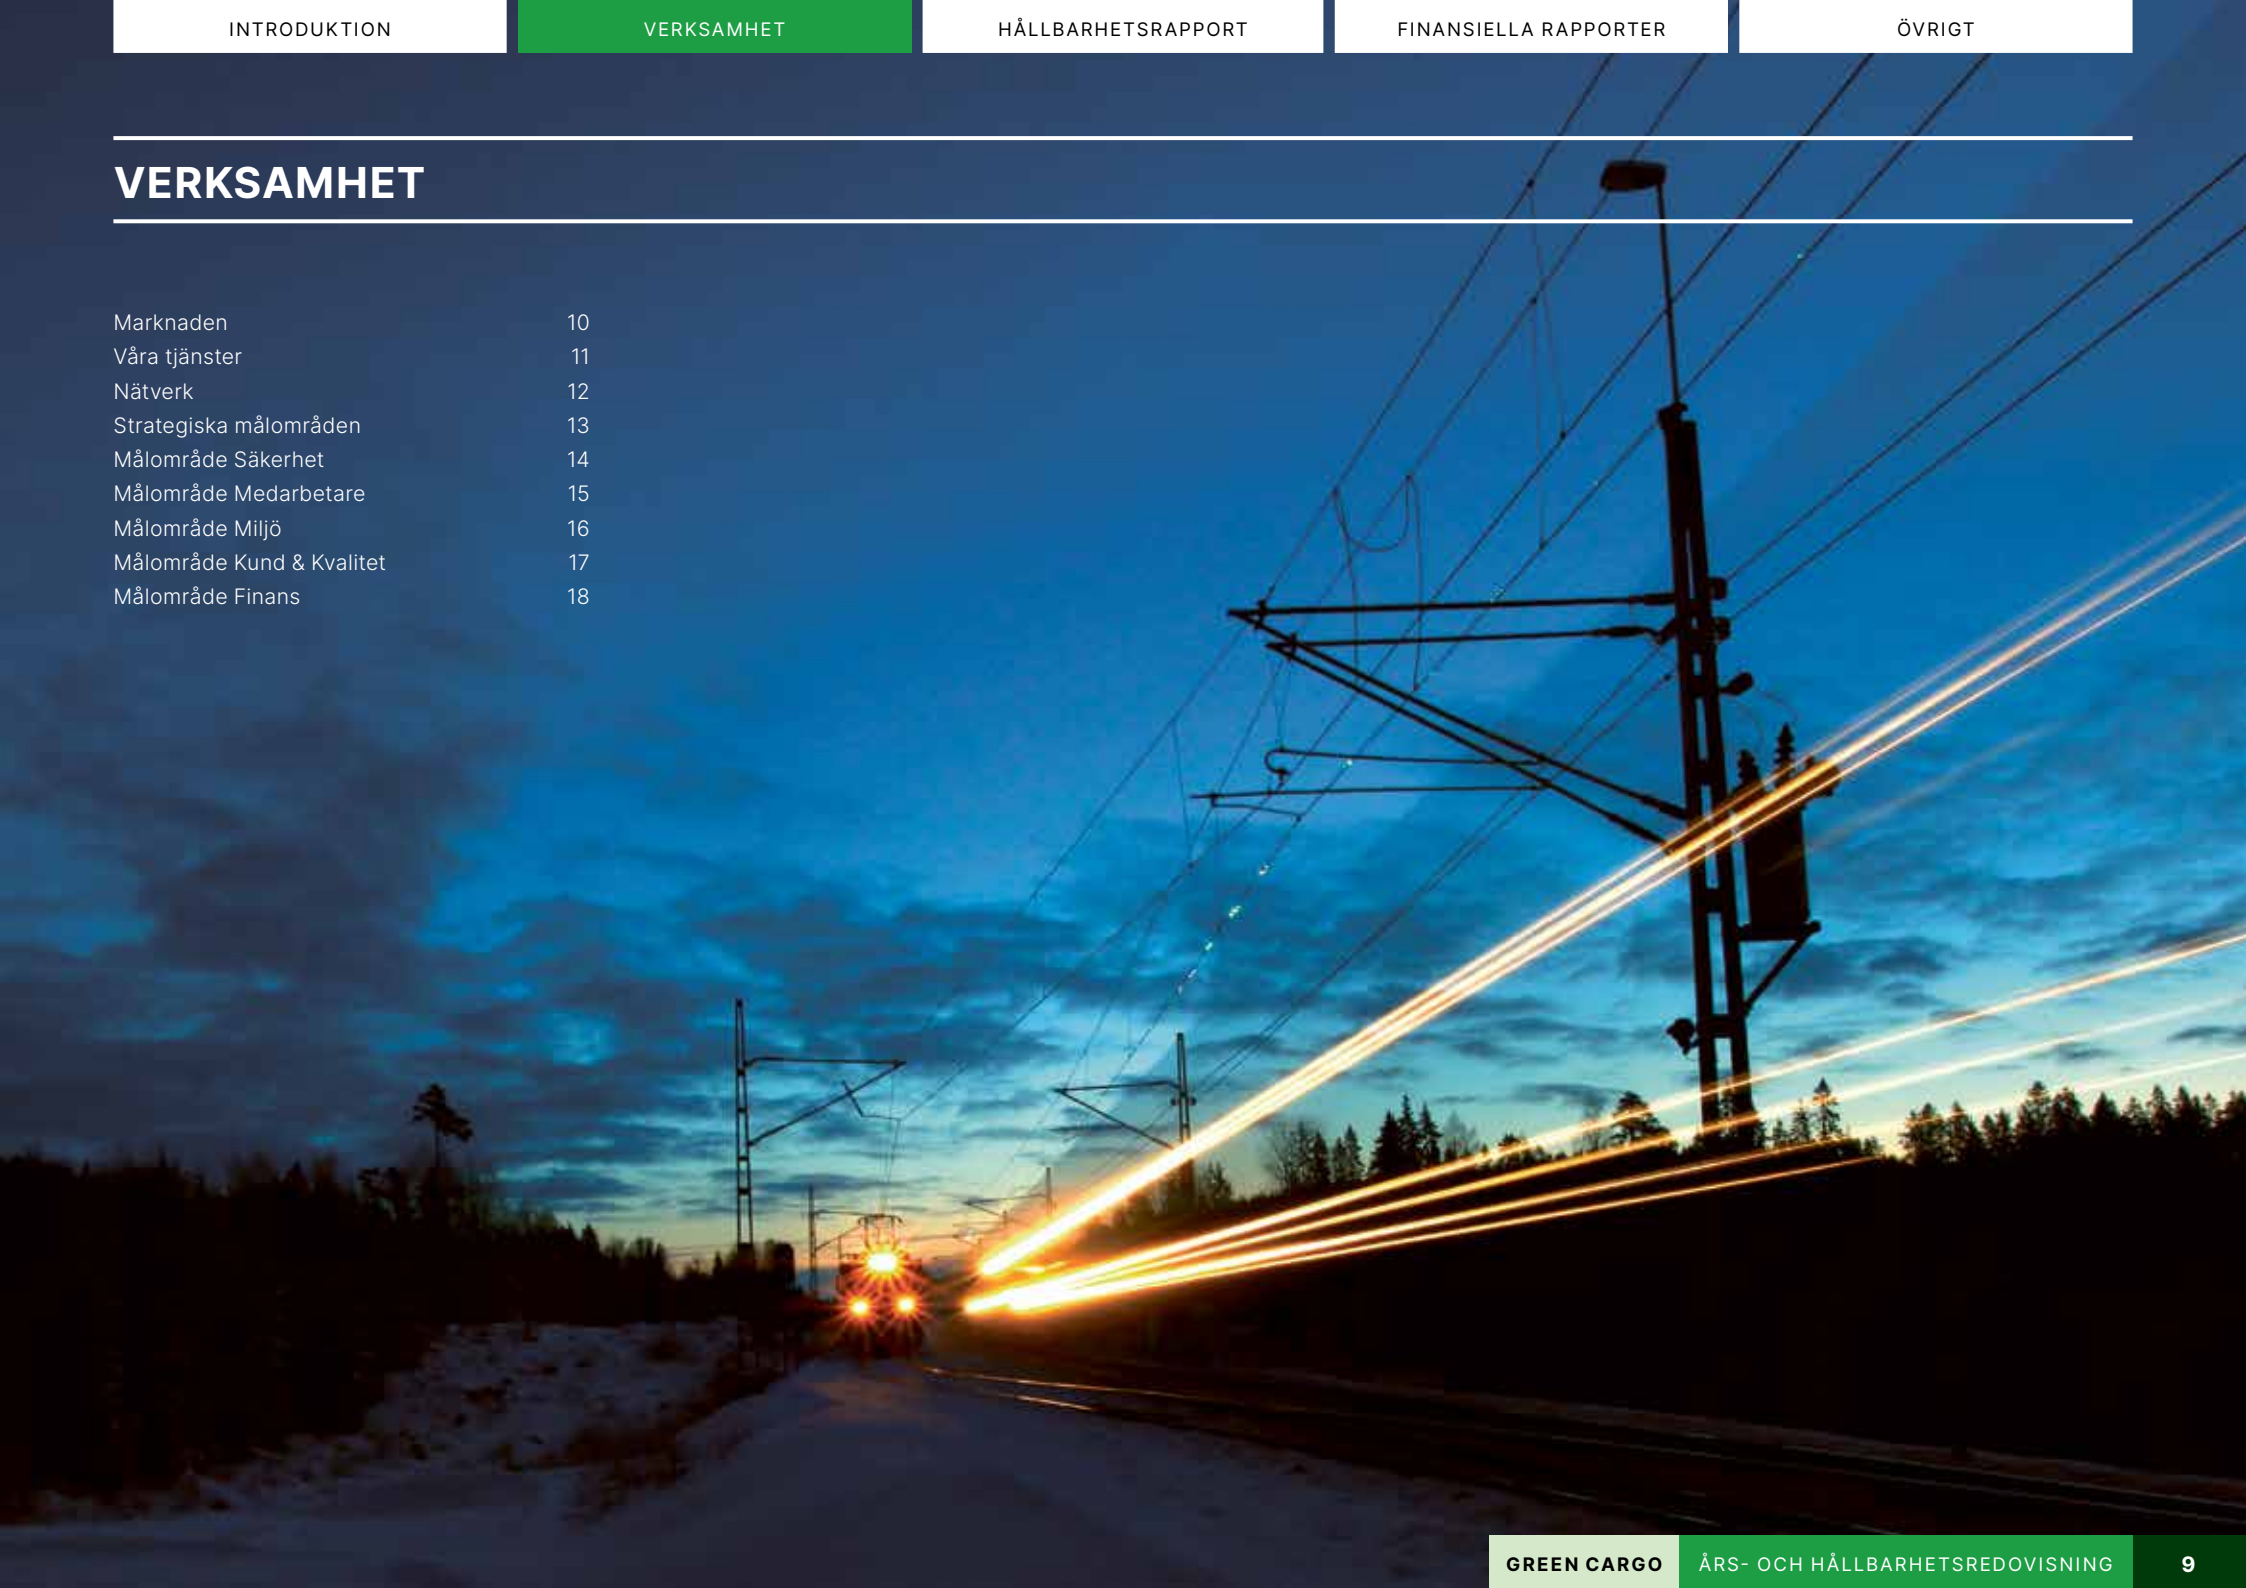 INTRODUKTION
VERKSAMHET
HÅLLBARHETSRAPPORT
FINANSIELLA RAPPORTER
ÖVRIGT
VERKSAMHET
Marknaden 10
Våra tjänster 11
Nätverk 12
Strategiska målområden 13
Målområde Säkerhet 14
Målområde Medarbetare 15
Målområde Miljö 16
Målområde Kund & Kvalitet 17
Målområde Finans 18
GREEN CARGO ÅRS- OCH HÅLLBARHETSREDOVISNING 9